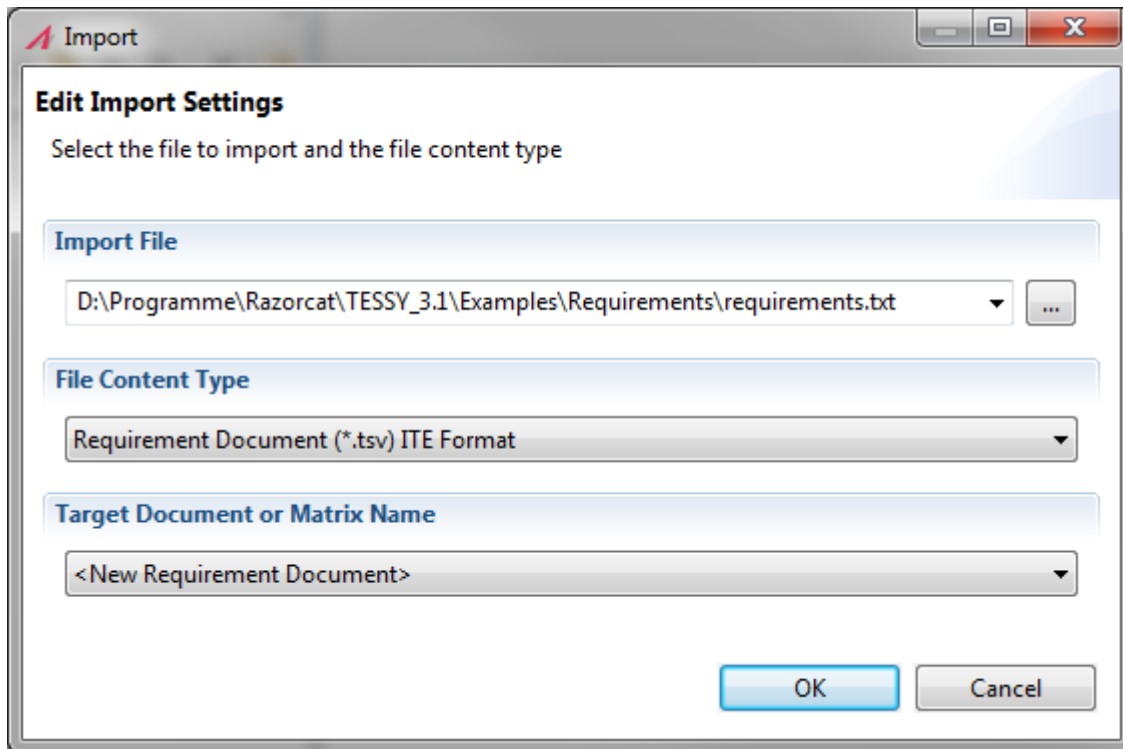 Import
Edit Import Settings
Select the file to import and the file content type
Import File
D:\Programme\Razorcat\TESSY_3.1\Examples\Requirements\requirements.txt
...
File Content Type
Requirement Document (*.tsv) ITE Format
Target Document or Matrix Name
<New Requirement Document>
OK
Cancel